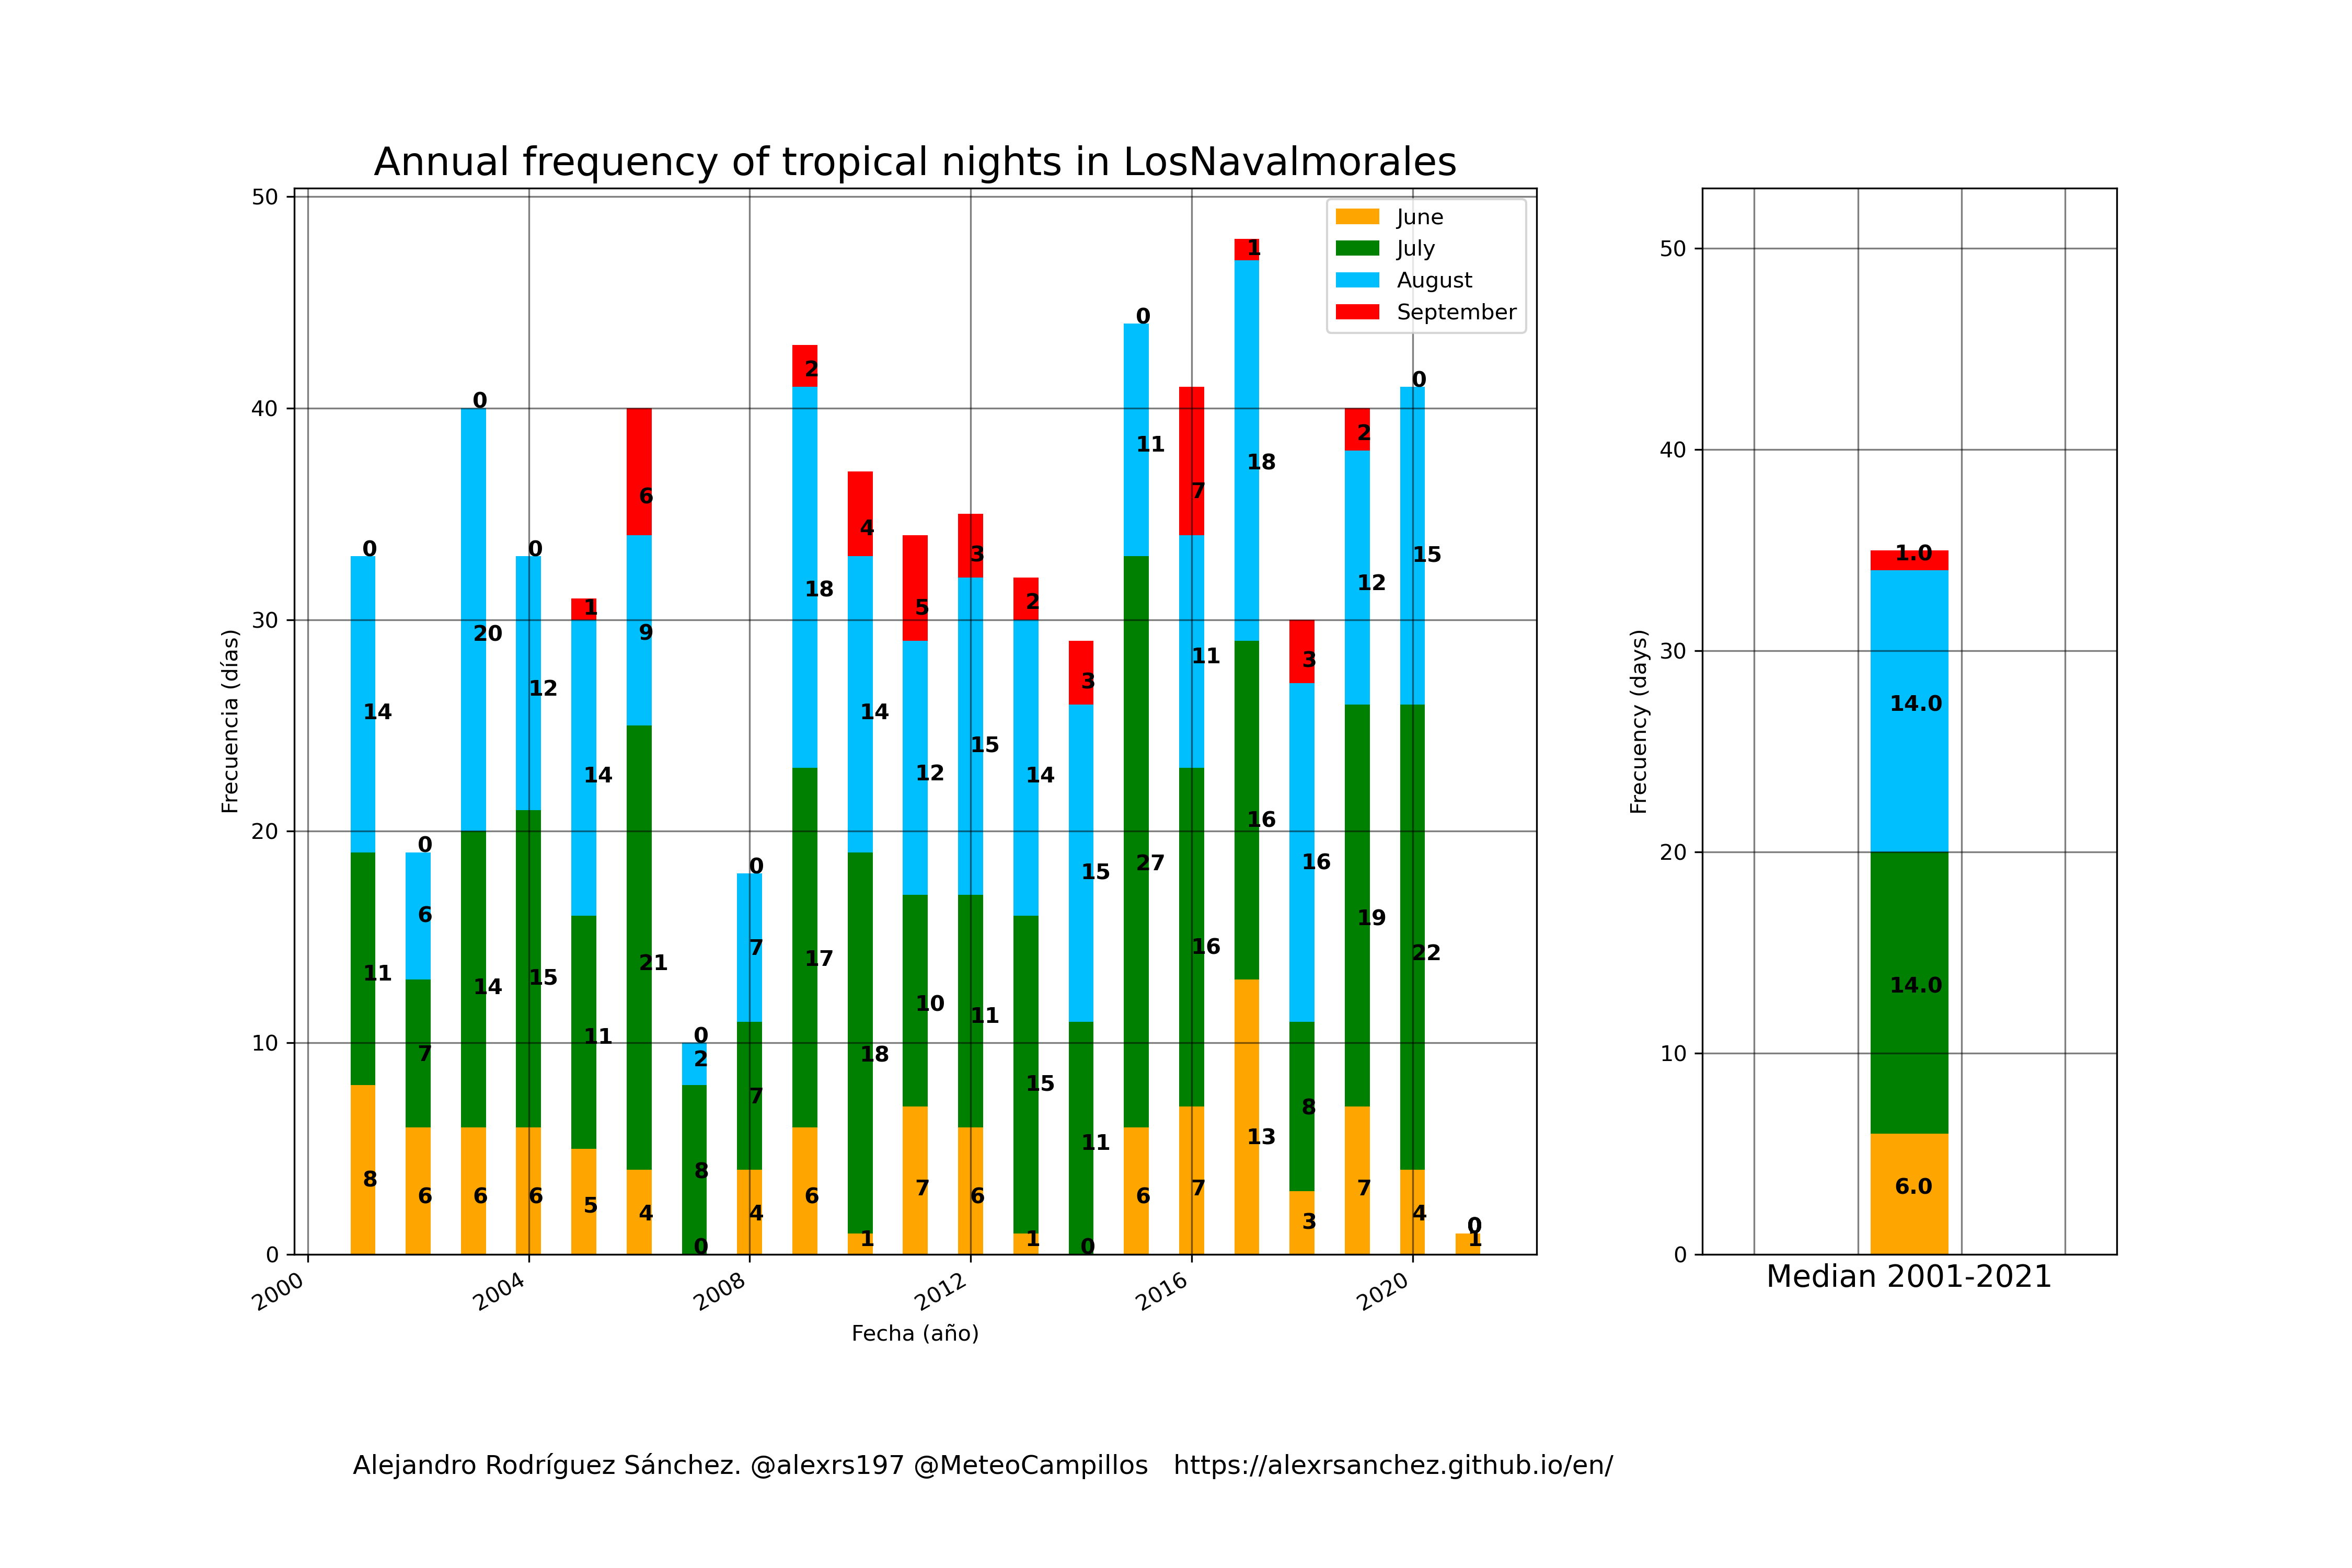 Annual frequency of tropical nights in LosNavalmorales
50
40
30
20
10
0
Frecuencia (días)
June
July
August
September
0 0 0 1 6 0 0 2 4 5 3 2 3 0 7 1 3 2 0 0
14 6 20 12 14 9 2 7 18 14 12 15 14 15 11 11 18 16 12 15
11 7 14 15 11 21 8 7 17 18 10 11 15 11 27 16 16 8 19 22
8 6 6 6 5 4 0 4 6 1 7 6 1 0 6 7 13 3 7 4 1
0
2000 2004 2008 2012 2016 2020
Fecha (año)
50
40
30
20
10
0
Frecuency (days)
1.0
14.0
14.0
6.0
Median 2001-2021
Alejandro Rodríguez Sánchez. @alexrs197 @MeteoCampillos https://alexrsanchez.github.io/en/